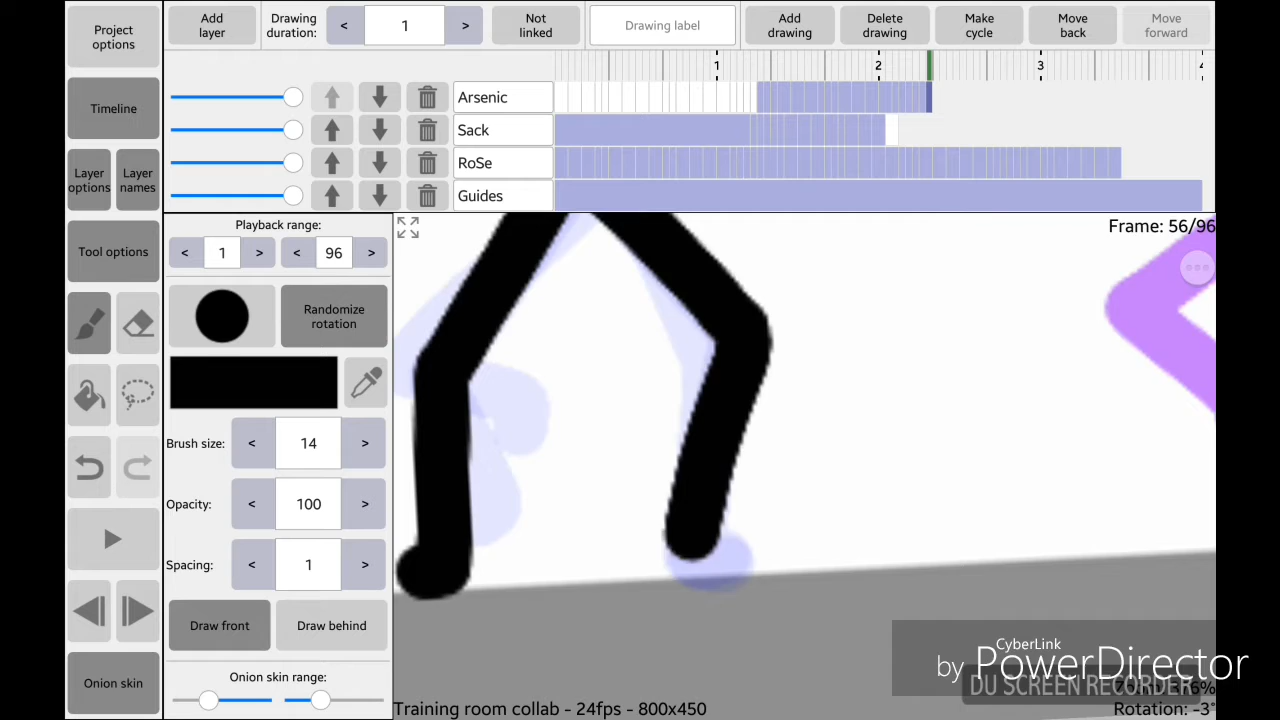 Project
options
Add
layer
Drawing
duration:
<
1
>
Not
linked
Drawing label
Add
drawing
Delete
drawing
Make
cycle
Move
back
Move
forward
Timeline
1
2
3
4
Arsenic
Sack
RoSe
Guides
Layer
options
Layer
names
Tool options
Playback range:
<
1
>
<
96
>
Frame: 56/96
Randomize
rotation
Brush size:
<
14
>
Opacity:
<
100
>
Spacing:
<
1
>
Draw front
Draw behind
Onion skin
Onion skin range:
CyberLink
by PowerDirector
DU SCREEN RECORDER
Training room collab - 24fps - 800x450
Rotation: -3°